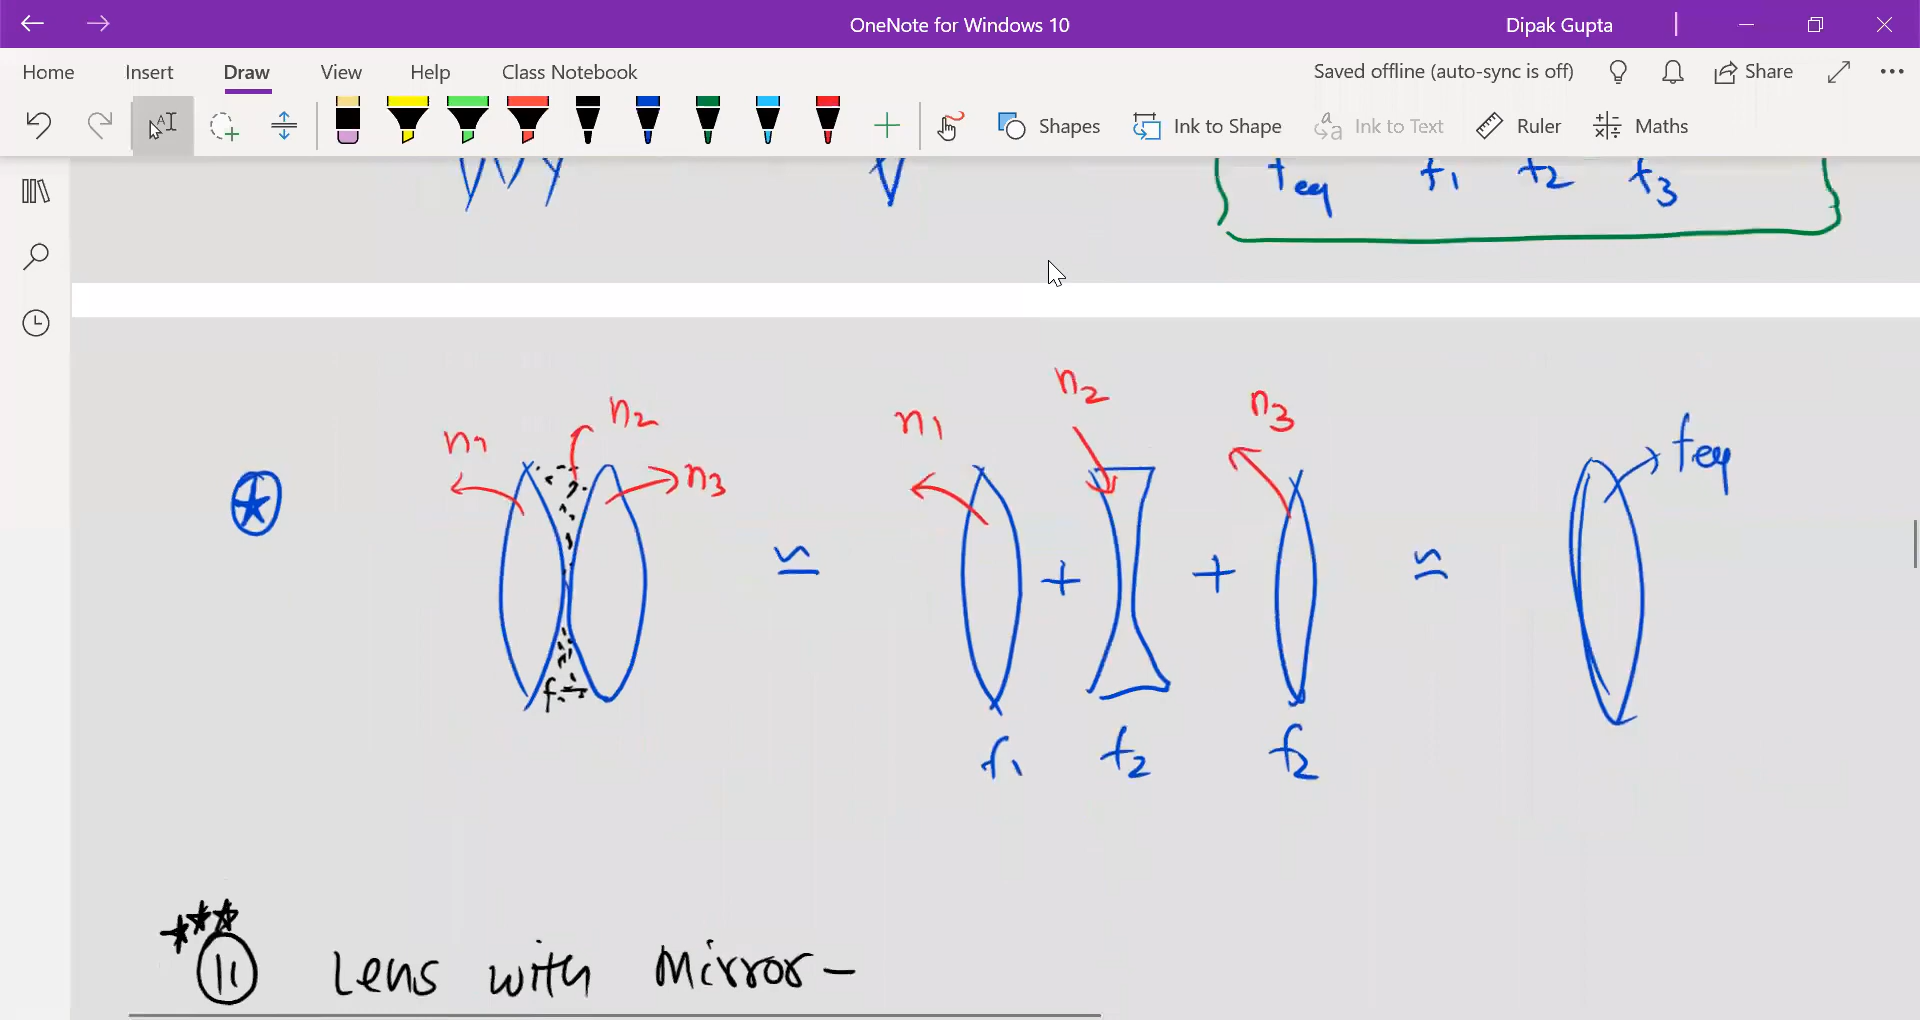 OneNote for Windows 10
Dipak Gupta
Home Insert Draw View Help Class Notebook
Saved offline (auto-sync is off) Share
Shapes Ink to Shape Ink to Text Ruler Maths
feq f1 f2 f3
n1 n2 n3
n1 n2 n3
feq
≃ + + ≃
f1 f2 f2
*** 11 Lens with Mirror-